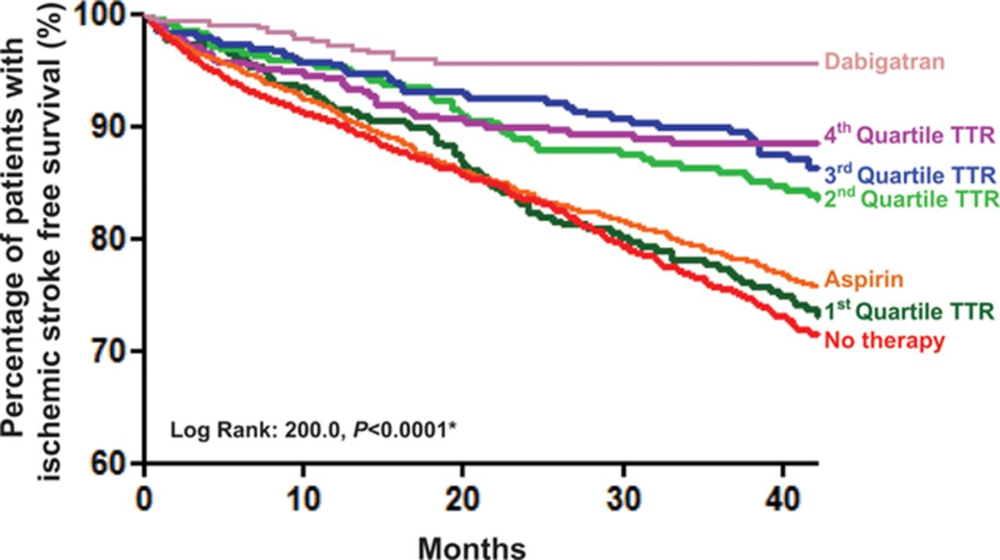 Percentage of patients with
ischemic stroke free survival (%)
100
90
80
70
60
Dabigatran
4th Quartile TTR
3rd Quartile TTR
2nd Quartile TTR
Aspirin
1st Quartile TTR
No therapy
Log Rank: 200.0, P<0.0001*
0 10 20 30 40
Months